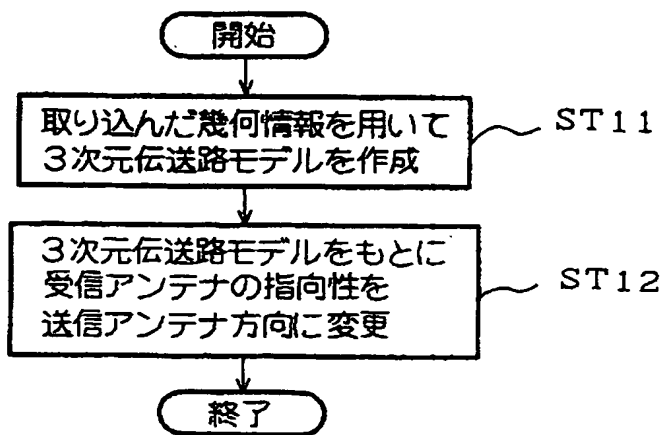 開始
取り込んだ幾何情報を用いて
3次元伝送路モデルを作成
ST11
3次元伝送路モデルをもとに
受信アンテナの指向性を
送信アンテナ方向に変更
ST12
終了